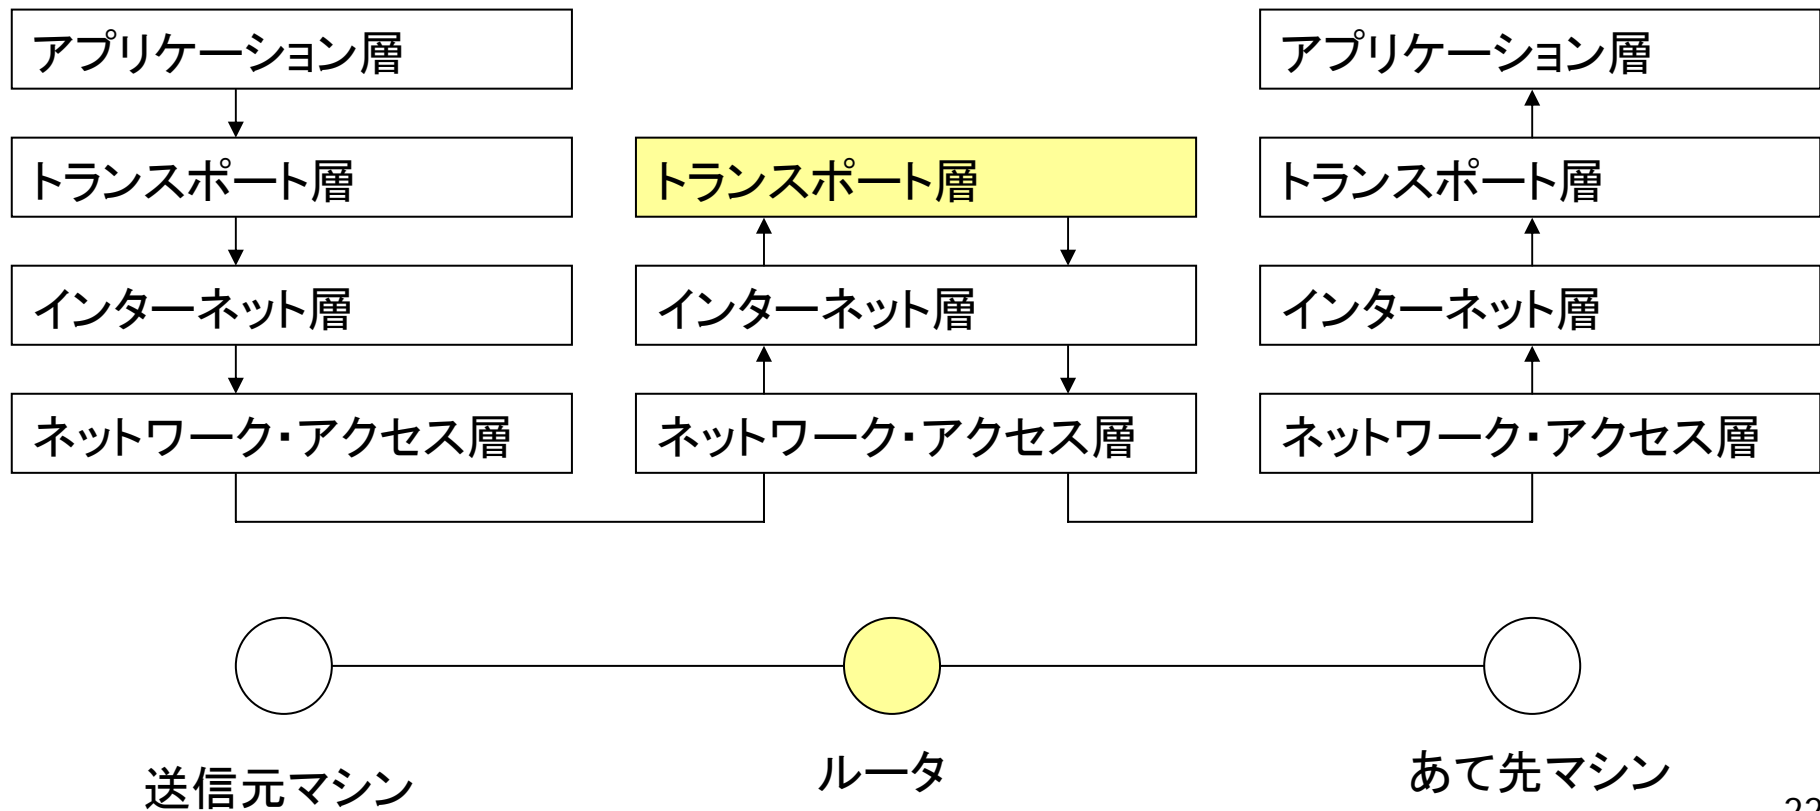 アプリケーション層
トランスポート層
インターネット層
ネットワーク・アクセス層
トランスポート層
インターネット層
ネットワーク・アクセス層
アプリケーション層
トランスポート層
インターネット層
ネットワーク・アクセス層
送信元マシン
ルータ
あて先マシン